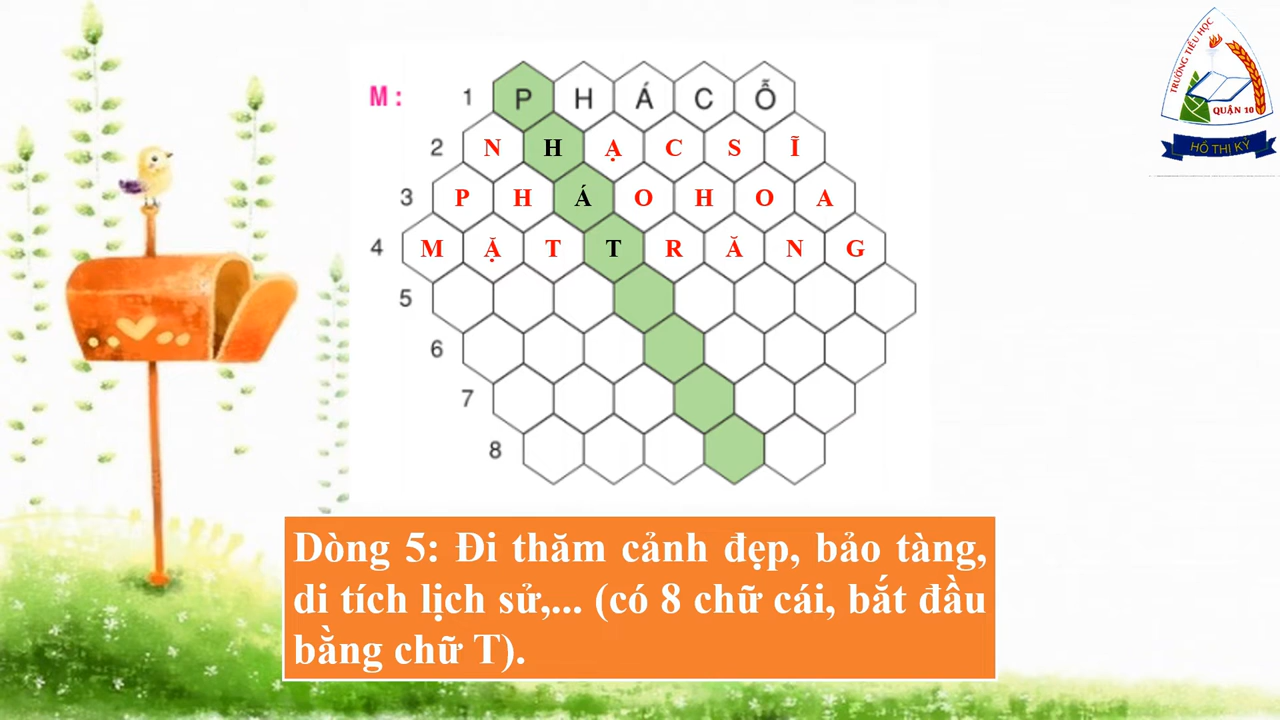 M :
1 P H Á C Ỗ
2 N H Ạ C S Ĩ
3 P H Á O H O A
4 M Ặ T T R Ă N G
5
6
7
8
Dòng 5: Đi thăm cảnh đẹp, bảo tàng,
di tích lịch sử,... (có 8 chữ cái, bắt đầu
bằng chữ T).
TRƯỜNG TIỂU HỌC
QUẬN 10
HỒ THỊ KỶ